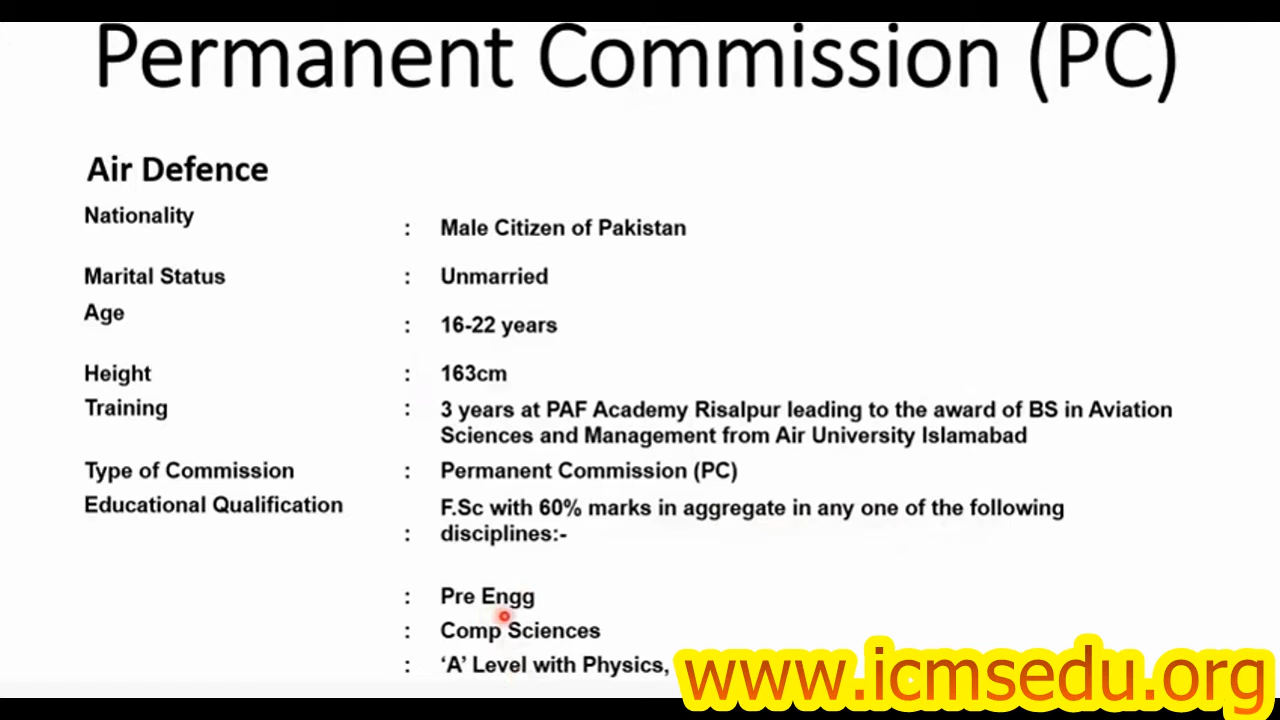 Permanent Commission (PC)
Air Defence
Nationality : Male Citizen of Pakistan
Marital Status : Unmarried
Age : 16-22 years
Height : 163cm
Training : 3 years at PAF Academy Risalpur leading to the award of BS in Aviation
Sciences and Management from Air University Islamabad
Type of Commission : Permanent Commission (PC)
Educational Qualification F.Sc with 60% marks in aggregate in any one of the following
: disciplines:-
: Pre Engg
: Comp Sciences
: ‘A’ Level with Physics,
www.icmsedu.org